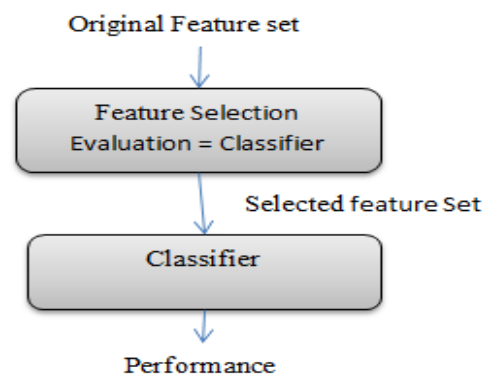 Original Feature set
Feature Selection
Evaluation = Classifier
Selected feature Set
Classifier
Performance